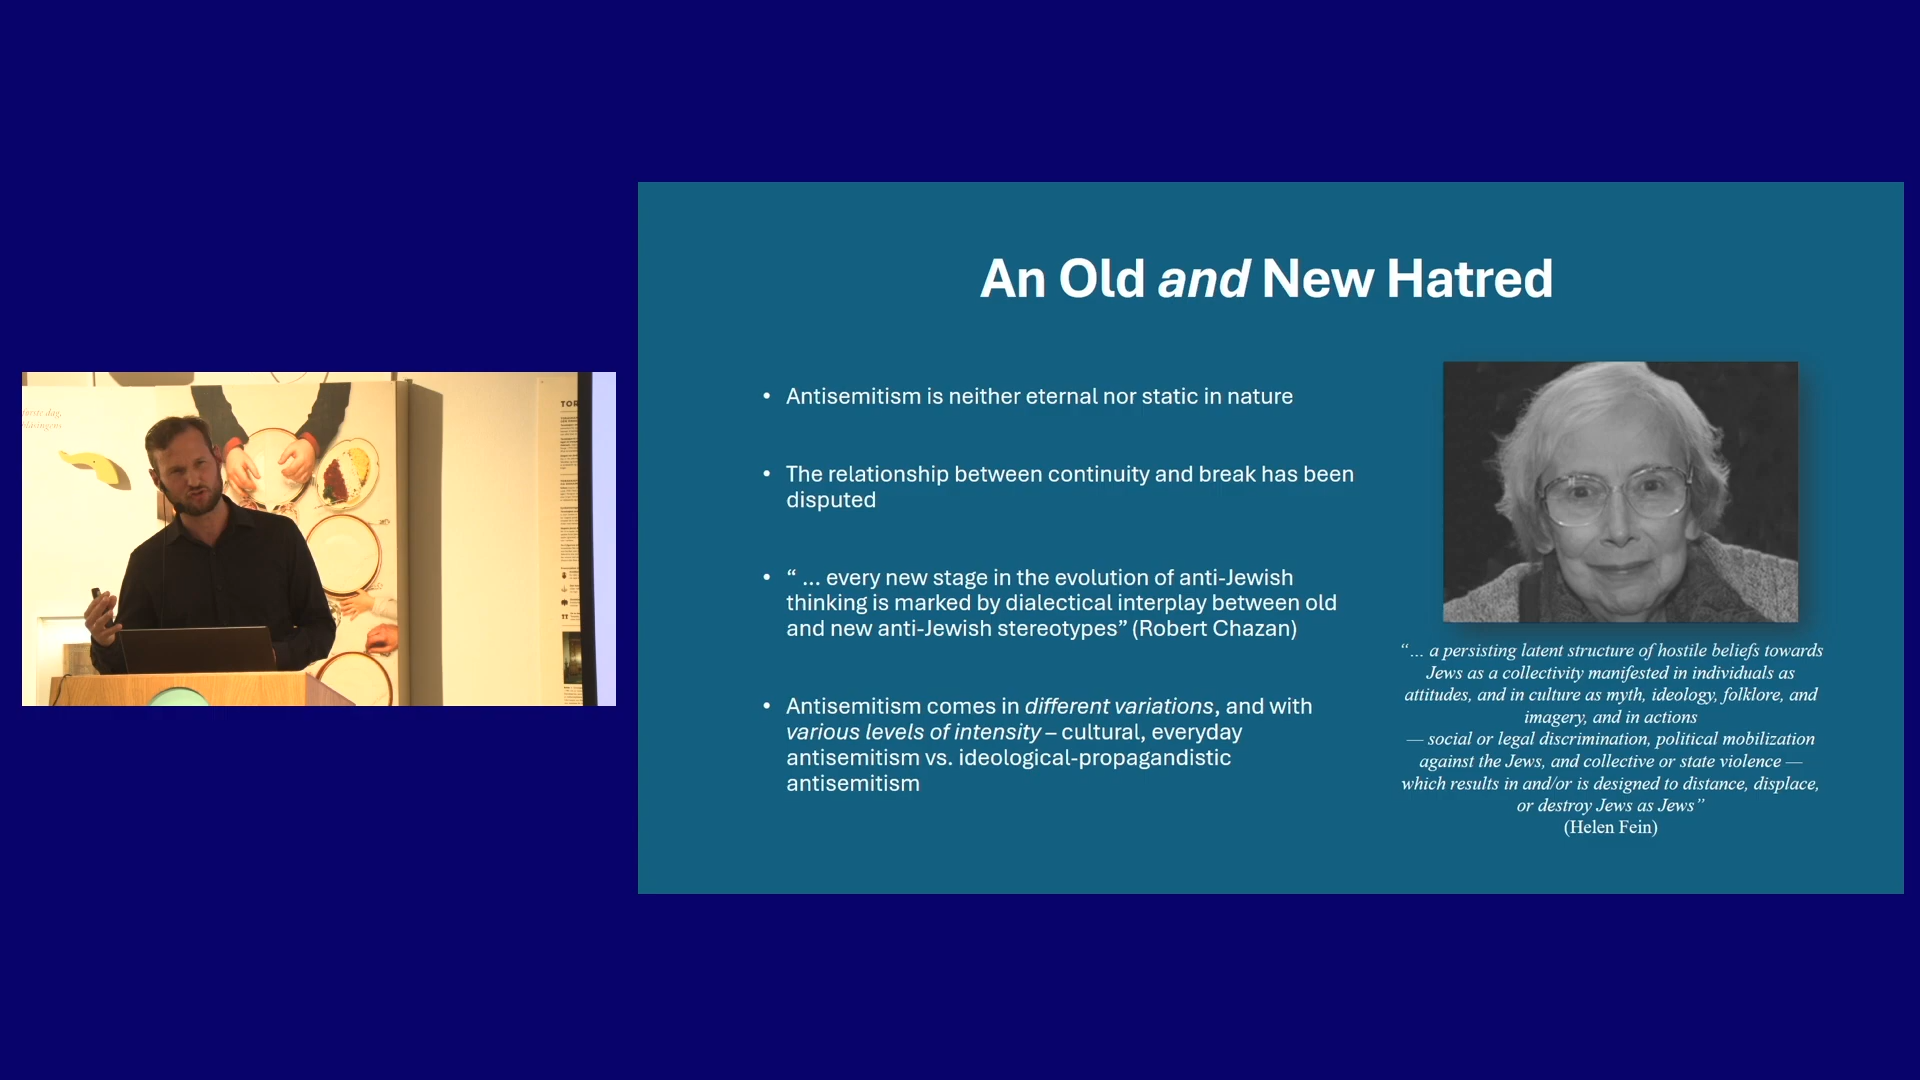 An Old and New Hatred
• Antisemitism is neither eternal nor static in nature
• The relationship between continuity and break has been
disputed
• “ ... every new stage in the evolution of anti-Jewish
thinking is marked by dialectical interplay between old
and new anti-Jewish stereotypes” (Robert Chazan)
• Antisemitism comes in different variations, and with
various levels of intensity – cultural, everyday
antisemitism vs. ideological-propagandistic
antisemitism
“… a persisting latent structure of hostile beliefs towards
Jews as a collectivity manifested in individuals as
attitudes, and in culture as myth, ideology, folklore, and
imagery, and in actions
— social or legal discrimination, political mobilization
against the Jews, and collective or state violence —
which results in and/or is designed to distance, displace,
or destroy Jews as Jews”
(Helen Fein)